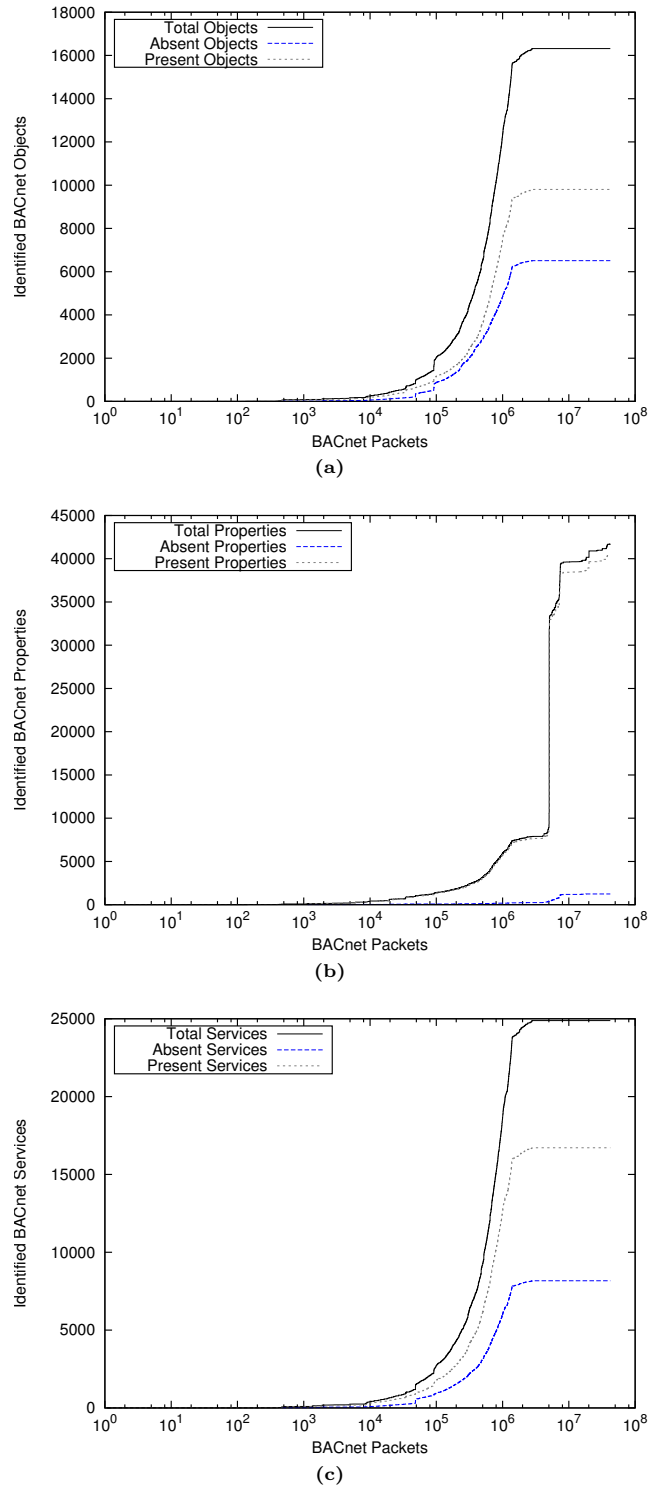 18000
16000
14000
12000
10000
8000
6000
4000
2000
0
Identified BACnet Objects
Total Objects
Absent Objects
Present Objects
10^0 10^1 10^2 10^3 10^4 10^5 10^6 10^7 10^8
BACnet Packets
(a)
45000
40000
35000
30000
25000
20000
15000
10000
5000
0
Identified BACnet Properties
Total Properties
Absent Properties
Present Properties
10^0 10^1 10^2 10^3 10^4 10^5 10^6 10^7 10^8
BACnet Packets
(b)
25000
20000
15000
10000
5000
0
Identified BACnet Services
Total Services
Absent Services
Present Services
10^0 10^1 10^2 10^3 10^4 10^5 10^6 10^7 10^8
BACnet Packets
(c)